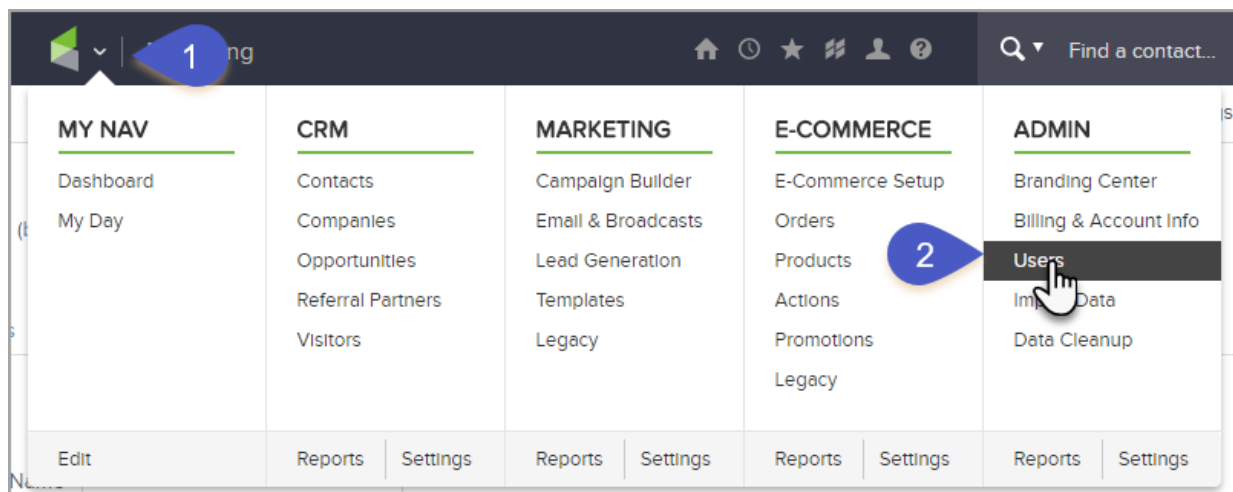 1
ng
Find a contact...
MY NAV
CRM
MARKETING
E-COMMERCE
ADMIN
Dashboard
Contacts
Campaign Builder
E-Commerce Setup
Branding Center
My Day
Companies
Email & Broadcasts
Orders
Billing & Account Info
Opportunities
Lead Generation
Products
2
Users
Referral Partners
Templates
Actions
Data
Visitors
Legacy
Promotions
Data Cleanup
Legacy
Edit
Reports
Settings
Reports
Settings
Reports
Settings
Reports
Settings